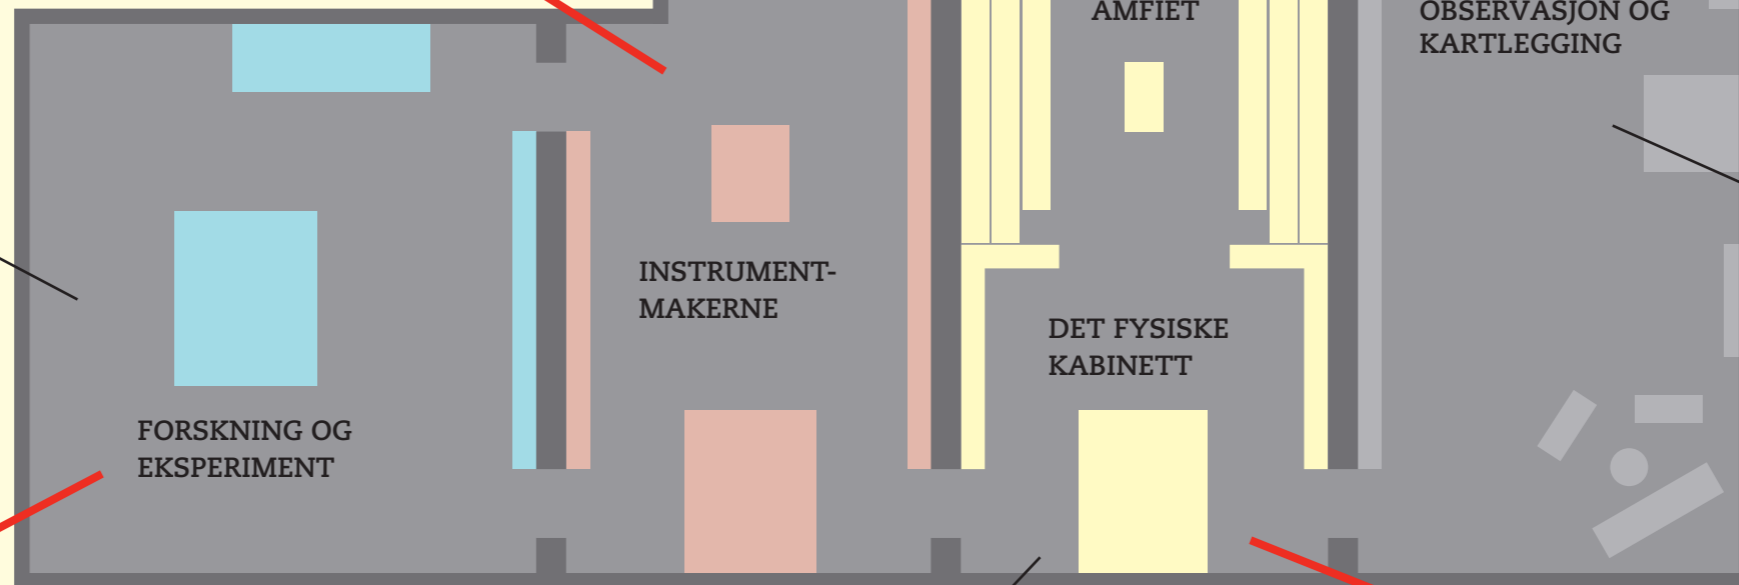 AMFIET
OBSERVASJON OG
KARTLEGGING
INSTRUMENT-
MAKERNE
DET FYSISKE
KABINETT
FORSKNING OG
EKSPERIMENT